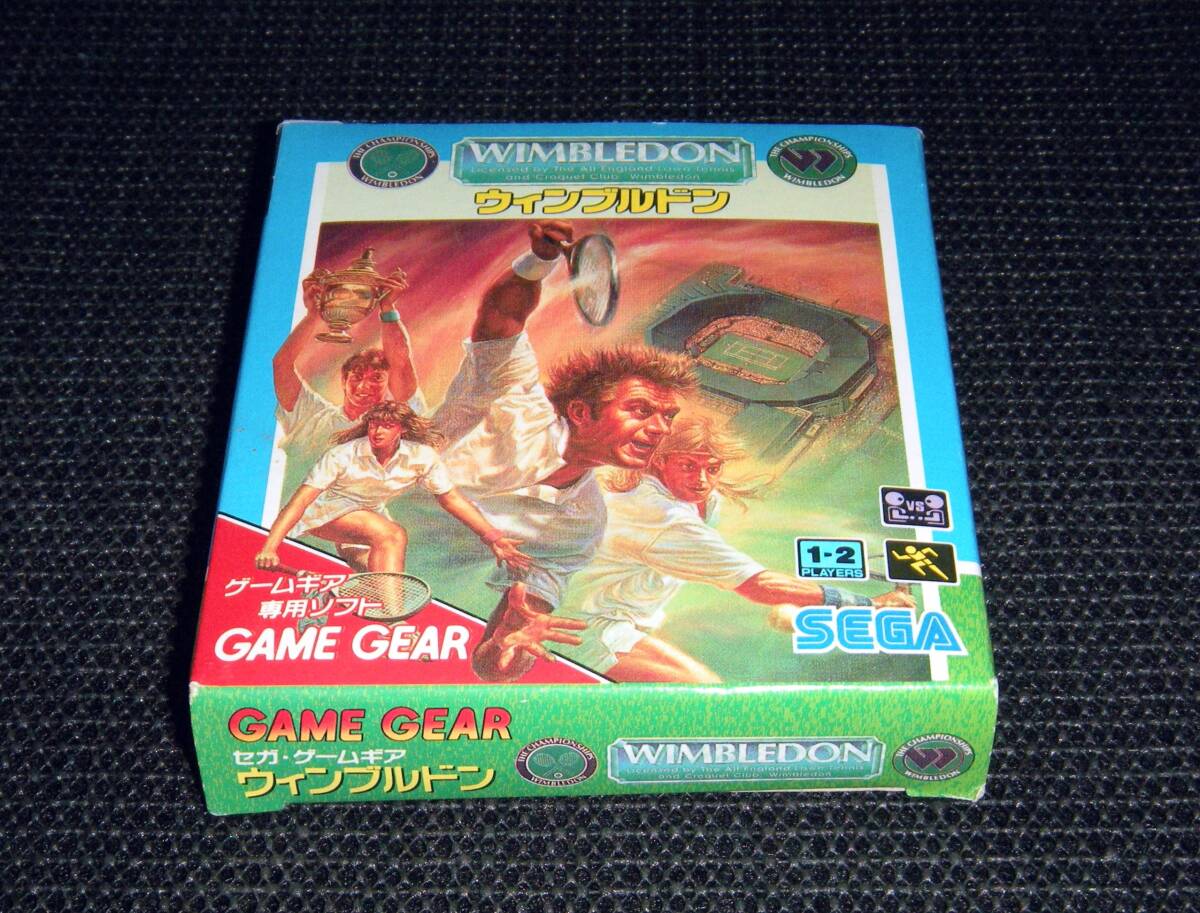 THE CHAMPIONSHIPS
WIMBLEDON
WIMBLEDON
Licensed by The All England Lawn Tennis
and Croquet Club, Wimbledon
THE CHAMPIONSHIPS
WIMBLEDON
ウィンブルドン
VS
1-2
PLAYERS
SEGA
ゲームギア
専用ソフト
GAME GEAR
GAME GEAR
セガ・ゲームギア
ウィンブルドン
THE CHAMPIONSHIPS
WIMBLEDON
WIMBLEDON
Licensed by The All England Lawn Tennis
and Croquet Club, Wimbledon
THE CHAMPIONSHIPS
WIMBLEDON